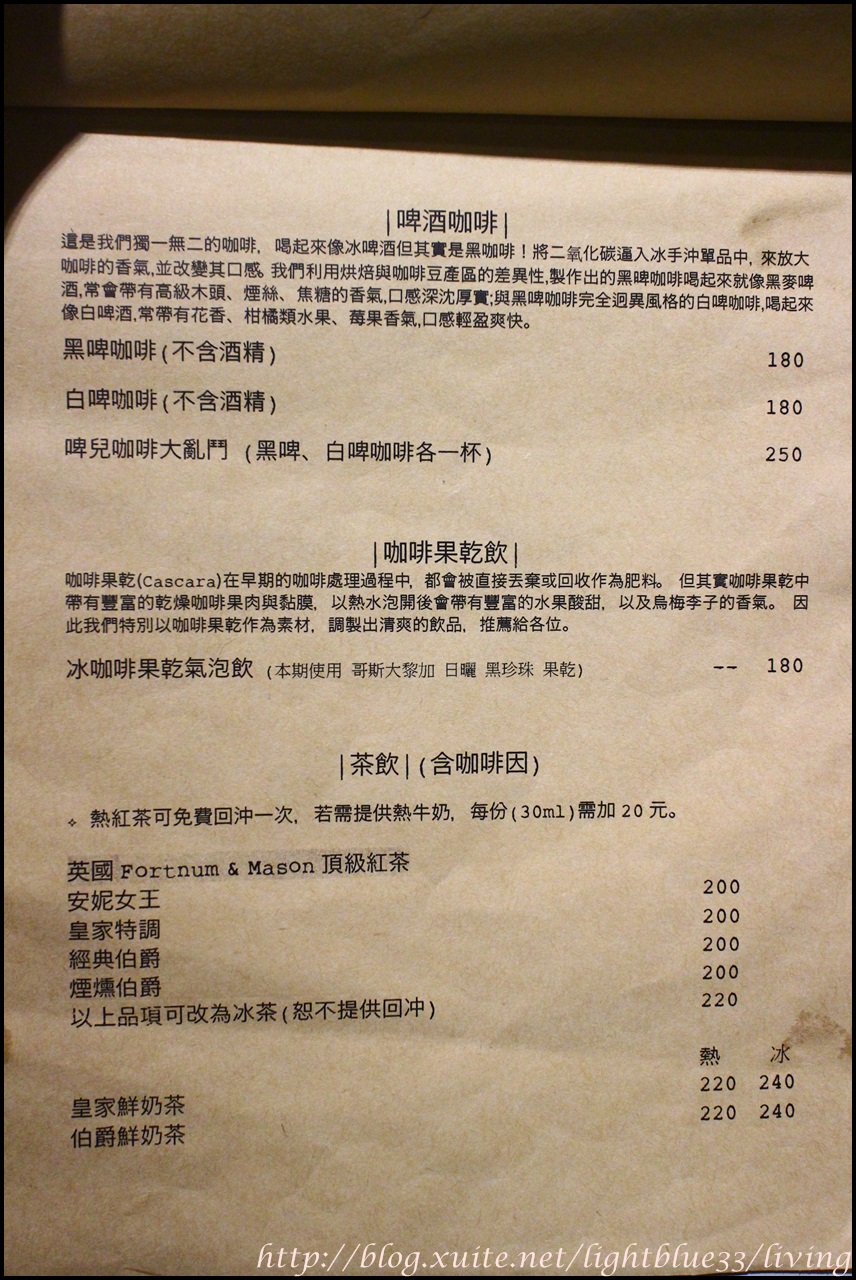 |啤酒咖啡|
這是我們獨一無二的咖啡, 喝起來像冰啤酒但其實是黑咖啡！將二氧化碳逼入冰手沖單品中, 來放大
咖啡的香氣,並改變其口感。我們利用烘焙與咖啡豆產區的差異性,製作出的黑啤咖啡喝起來就像黑麥啤
酒,常會帶有高級木頭、煙絲、焦糖的香氣,口感深沈厚實;與黑啤咖啡完全迥異風格的白啤咖啡,喝起來
像白啤酒,常帶有花香、柑橘類水果、莓果香氣,口感輕盈爽快。
黑啤咖啡(不含酒精) 180
白啤咖啡(不含酒精) 180
啤兒咖啡大亂鬥 (黑啤、白啤咖啡各一杯) 250
|咖啡果乾飲|
咖啡果乾(Cascara)在早期的咖啡處理過程中, 都會被直接丟棄或回收作為肥料。 但其實咖啡果乾中
帶有豐富的乾燥咖啡果肉與黏膜, 以熱水泡開後會帶有豐富的水果酸甜, 以及烏梅李子的香氣。 因
此我們特別以咖啡果乾作為素材, 調製出清爽的飲品, 推薦給各位。
冰咖啡果乾氣泡飲 (本期使用 哥斯大黎加 日曬 黑珍珠 果乾) -- 180
|茶飲|(含咖啡因)
✧ 熱紅茶可免費回沖一次, 若需提供熱牛奶, 每份(30ml)需加 20 元。
英國 Fortnum & Mason 頂級紅茶
200
安妮女王
200
皇家特調
200
經典伯爵
200
煙燻伯爵
220
以上品項可改為冰茶(恕不提供回沖)
熱 冰
220 240
皇家鮮奶茶
220 240
伯爵鮮奶茶
http://blog.xuite.net/lightblue33/living